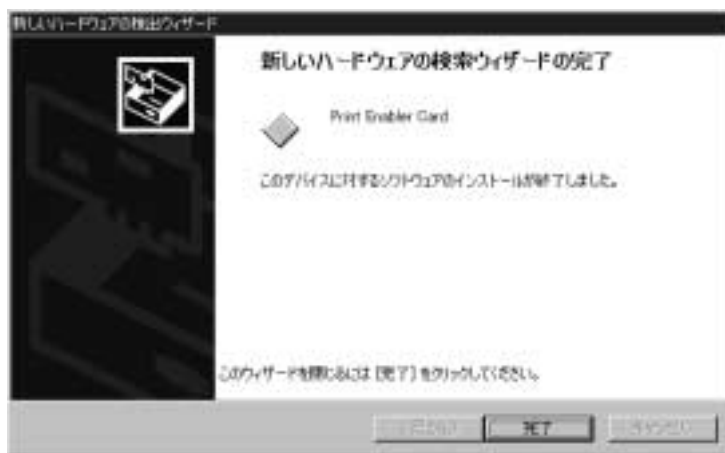 新しいハードウェアの検出ウィザード
新しいハードウェアの検索ウィザードの完了
Print Enabler Card
このデバイスに対するソフトウェアのインストールが終了しました。
このウィザードを閉じるには [完了] をクリックしてください。
完了
キャンセル